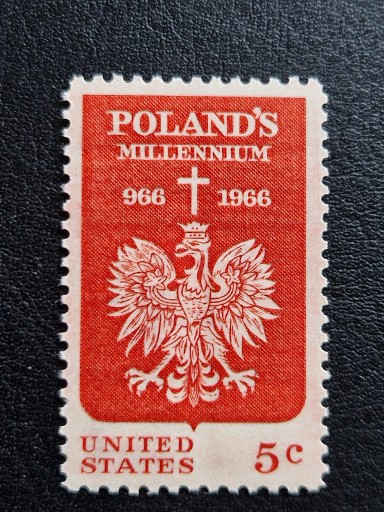 POLAND'S
MILLENNIUM
966 1966
UNITED
STATES 5c